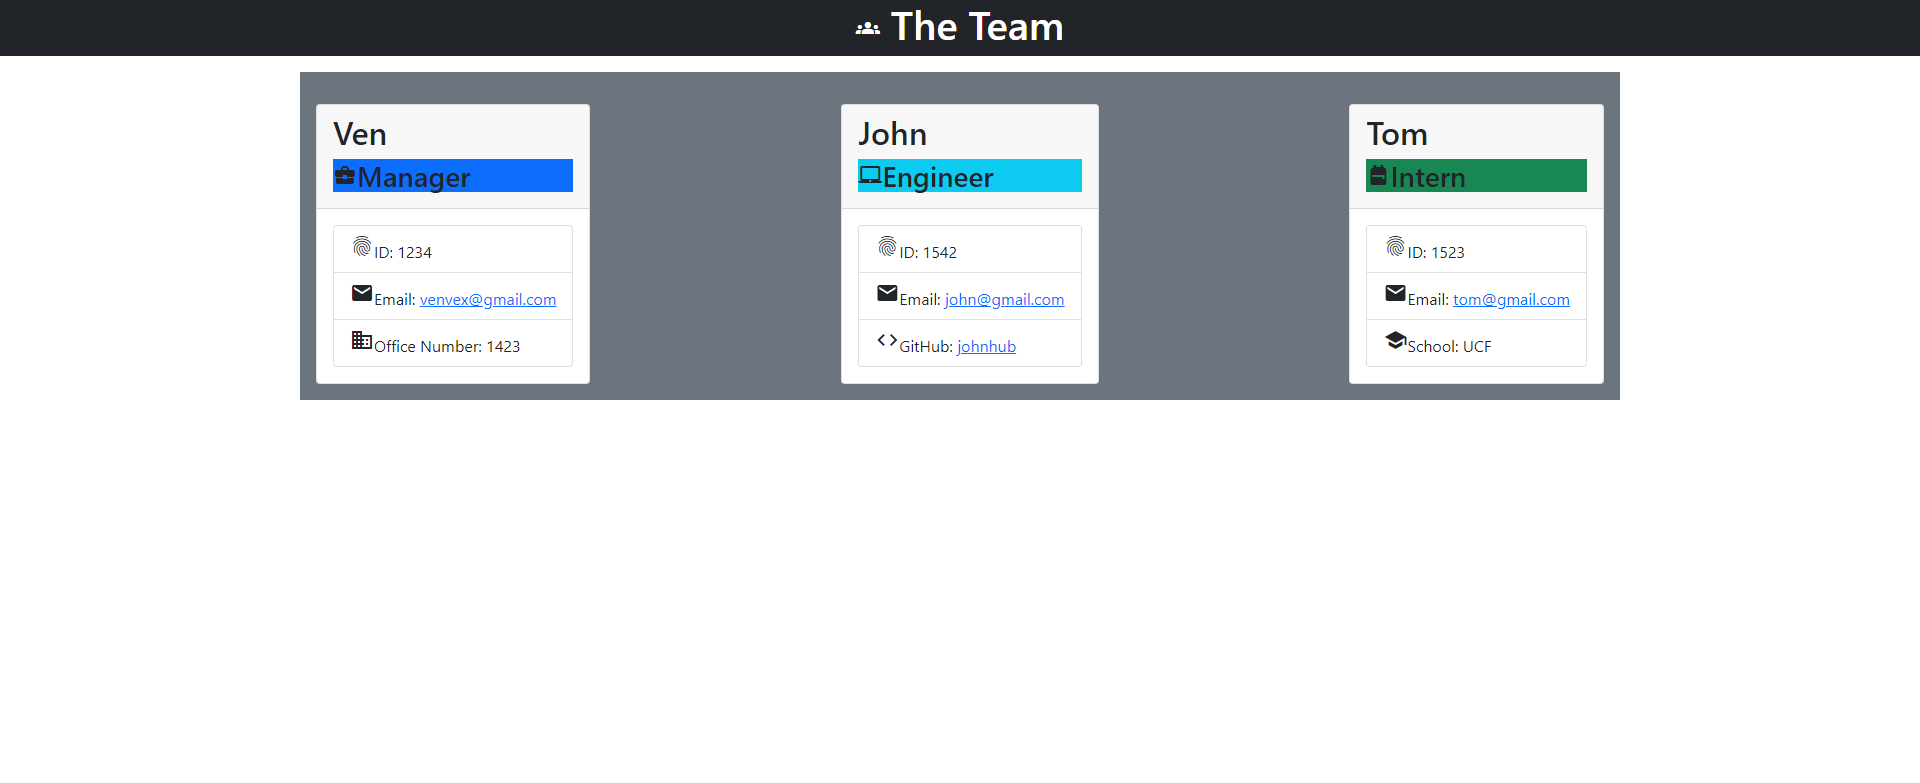 The Team
Ven
Manager
ID: 1234
Email: venvex@gmail.com
Office Number: 1423
John
Engineer
ID: 1542
Email: john@gmail.com
GitHub: johnhub
Tom
Intern
ID: 1523
Email: tom@gmail.com
School: UCF